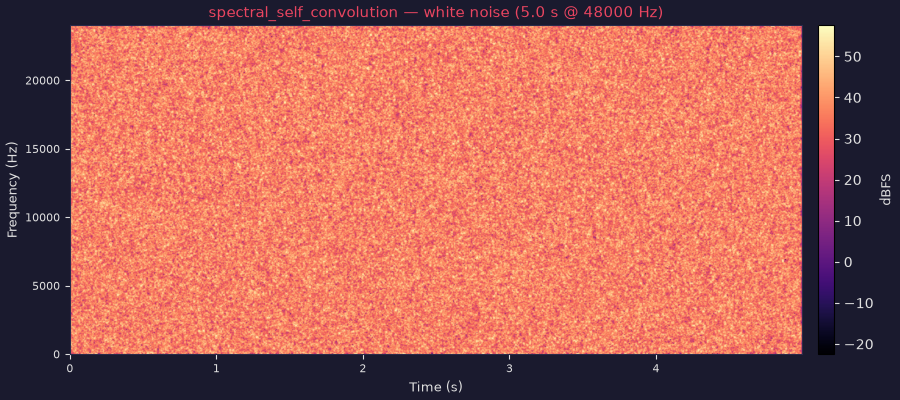 spectral_self_convolution — white noise (5.0 s @ 48000 Hz)
Frequency (Hz)
20000
15000
10000
5000
0
0 1 2 3 4
Time (s)
50
40
30
20
10
0
−10
−20
dBFS